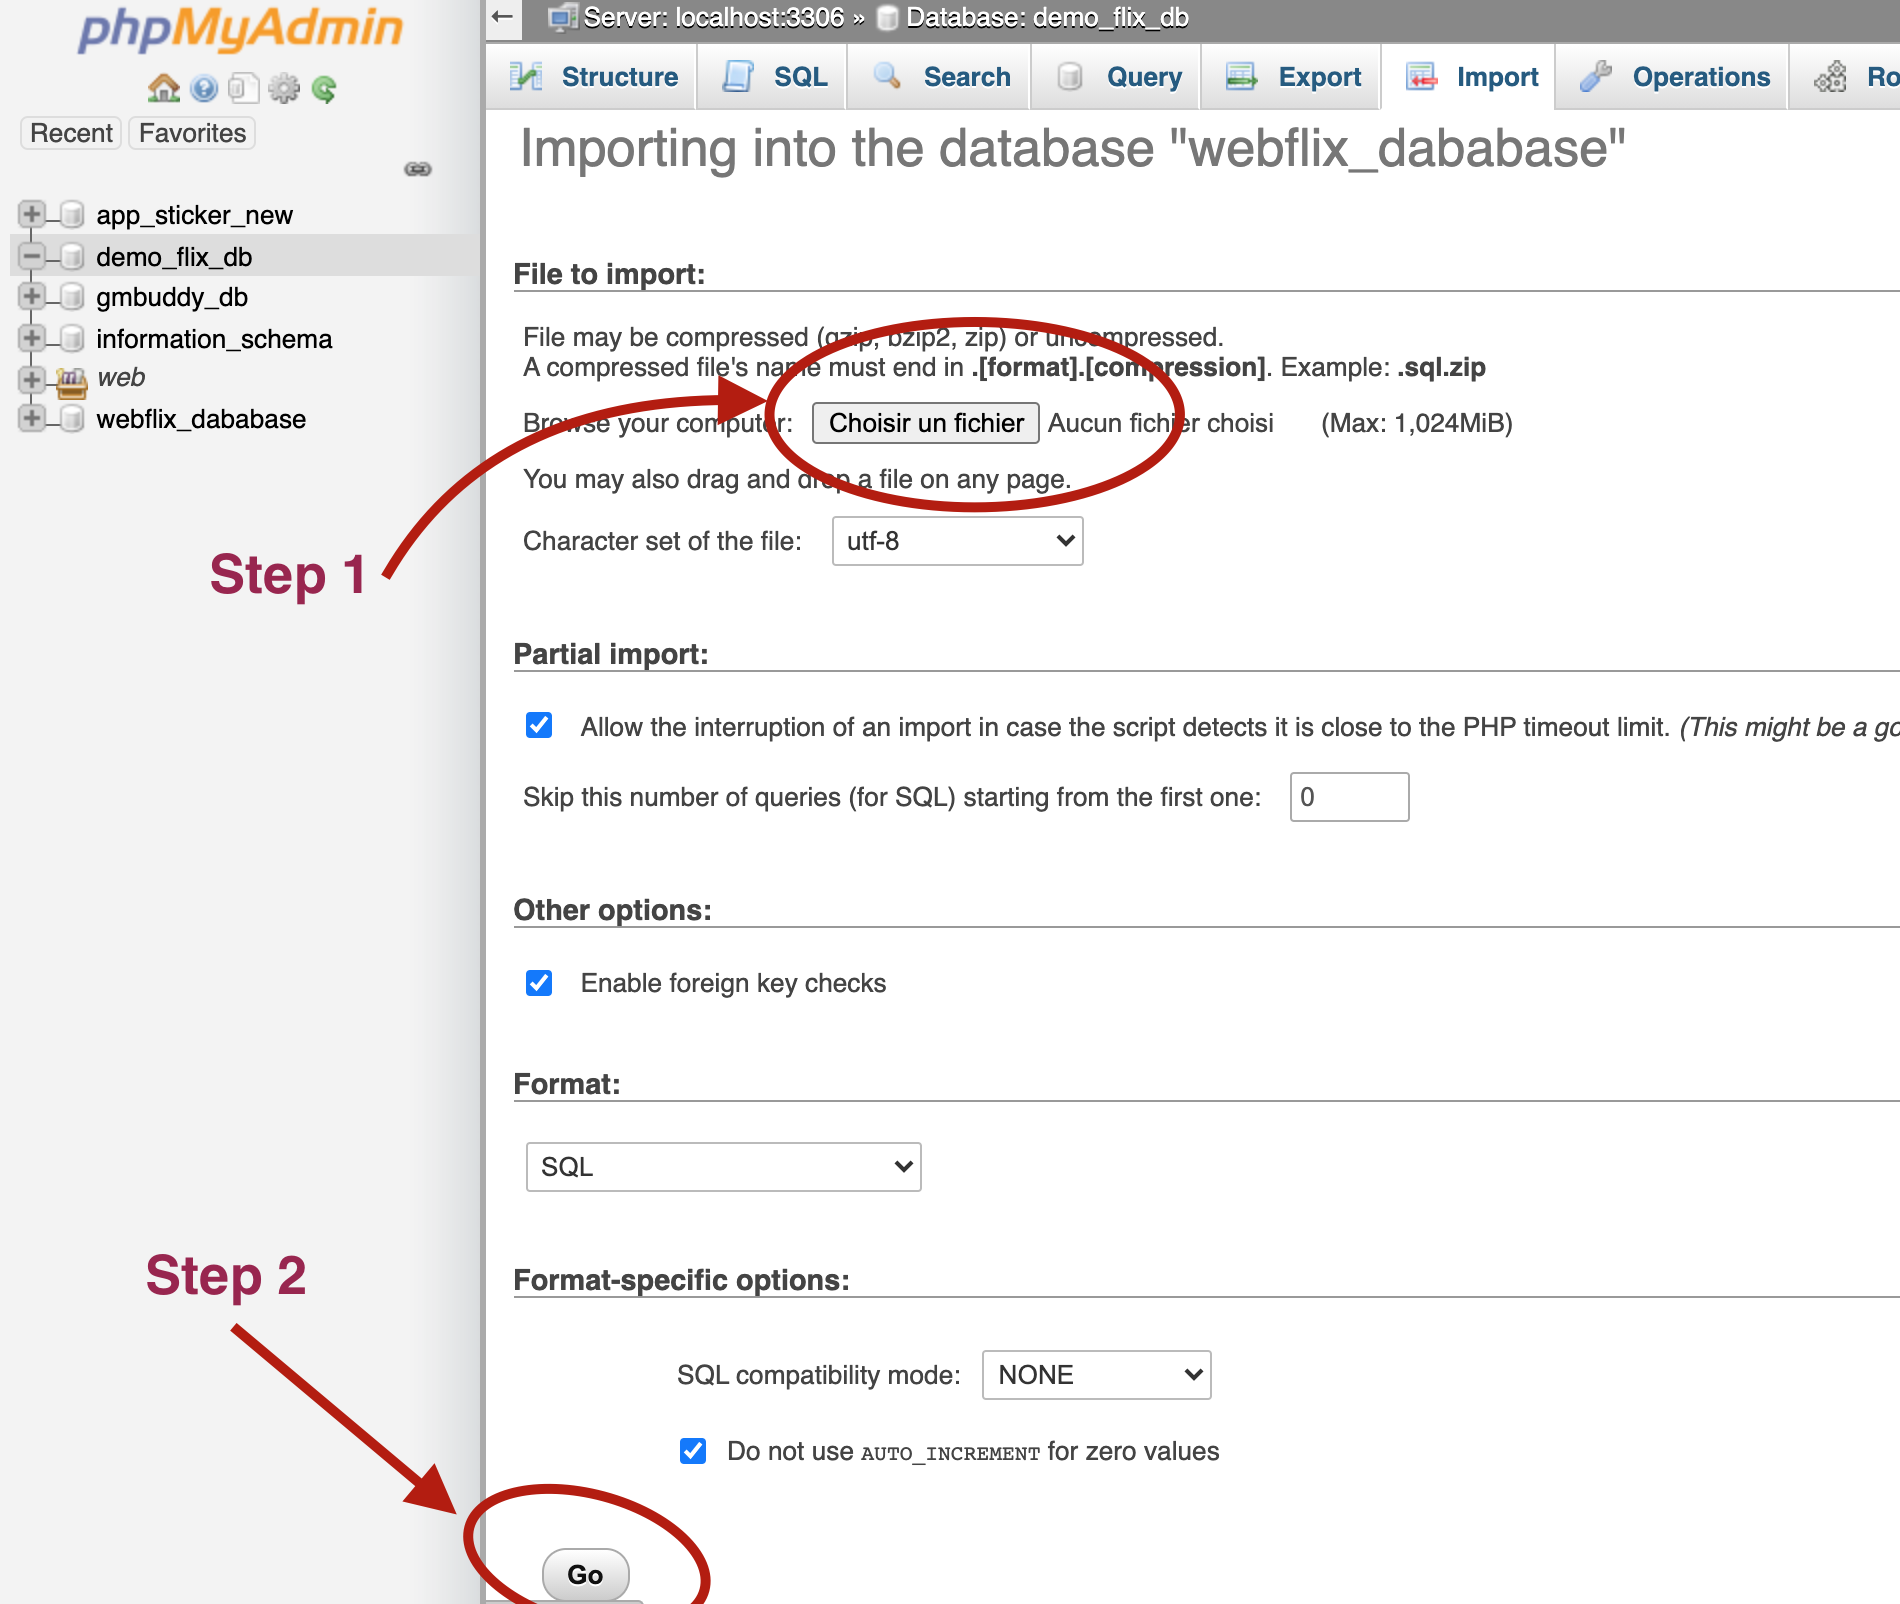 phpMyAdmin
Recent Favorites
app_sticker_new
demo_flix_db
gmbuddy_db
information_schema
web
webflix_dababase
Server: localhost:3306 » Database: demo_flix_db
Structure SQL Search Query Export Import Operations Ro
Importing into the database "webflix_dababase"
File to import:
File may be compressed (gzip, bzip2, zip) or uncompressed.
A compressed file's name must end in .[format].[compression]. Example: .sql.zip
Browse your computer: Choisir un fichier Aucun fichier choisi (Max: 1,024MiB)
You may also drag and drop a file on any page.
Character set of the file: utf-8
Step 1
Partial import:
Allow the interruption of an import in case the script detects it is close to the PHP timeout limit. (This might be a go
Skip this number of queries (for SQL) starting from the first one: 0
Other options:
Enable foreign key checks
Format:
SQL
Step 2
Format-specific options:
SQL compatibility mode: NONE
Do not use AUTO_INCREMENT for zero values
Go